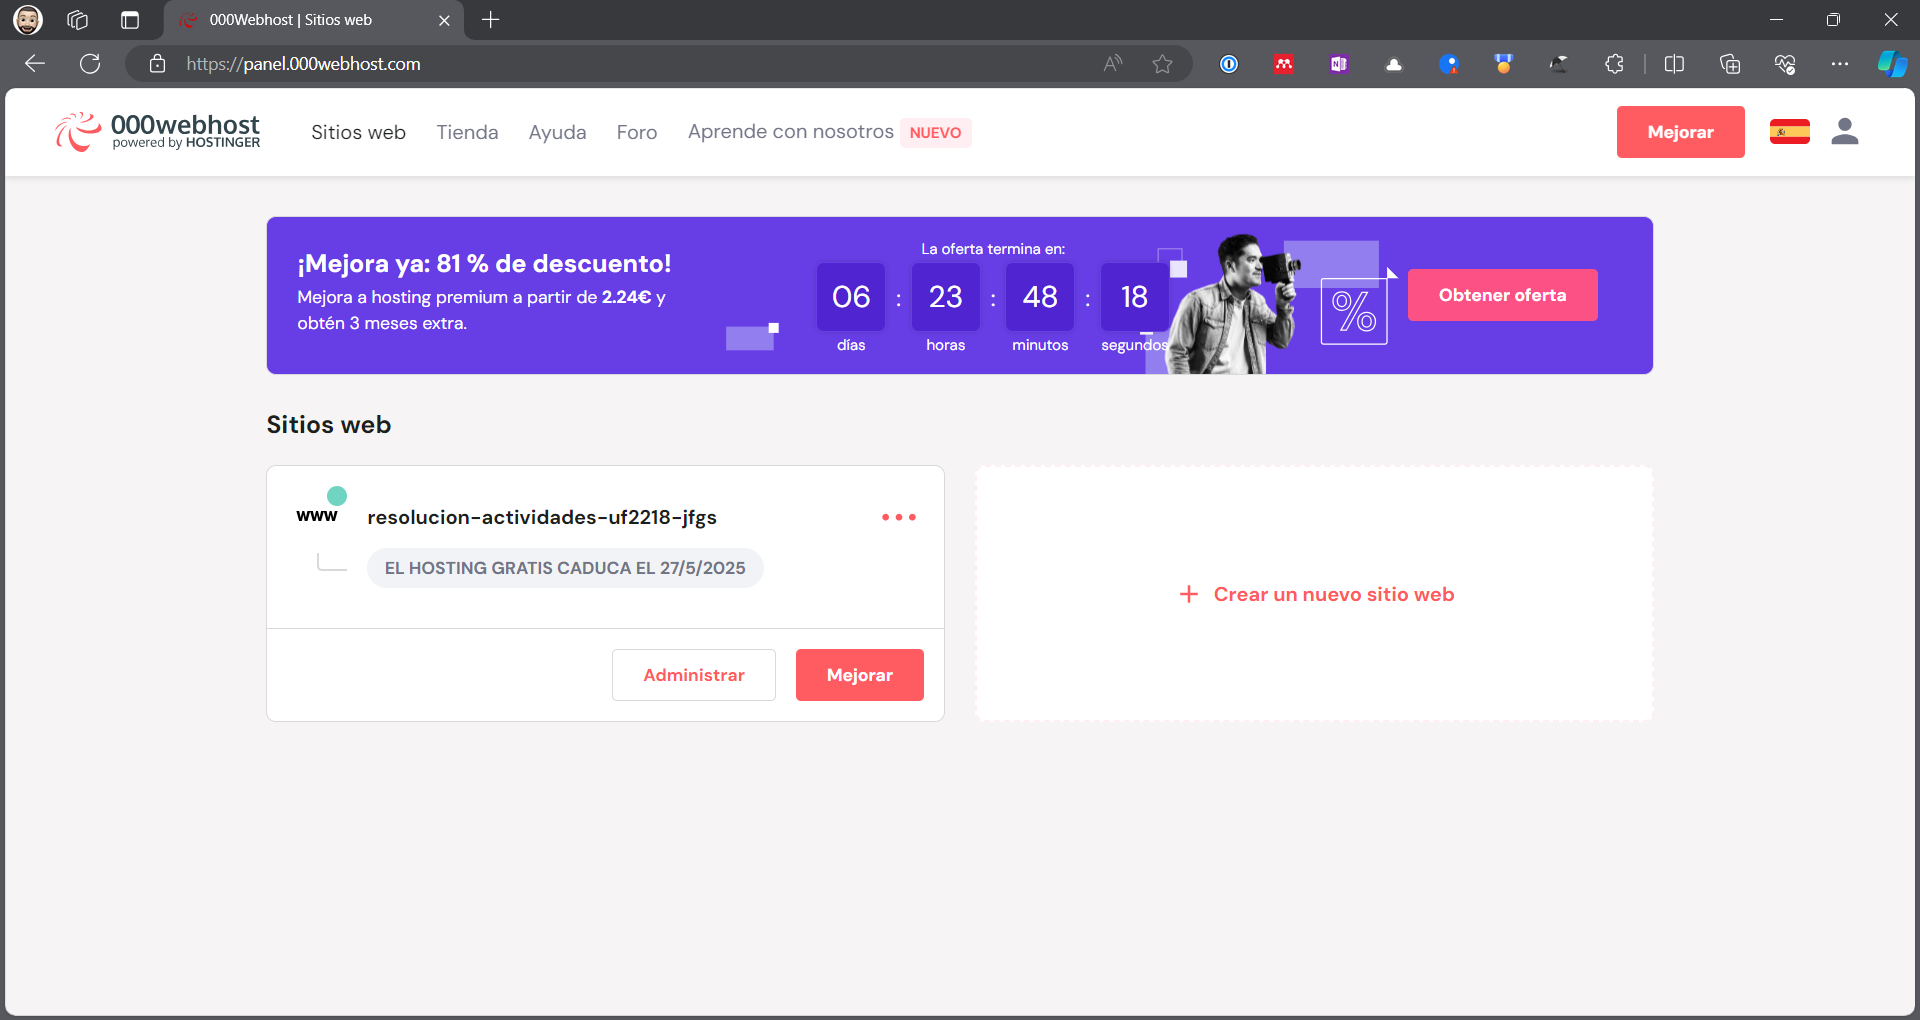 000Webhost | Sitios web
https://panel.000webhost.com
000webhost
powered by HOSTINGER
Sitios web
Tienda
Ayuda
Foro
Aprende con nosotros
NUEVO
Mejorar
¡Mejora ya: 81 % de descuento!
Mejora a hosting premium a partir de 2.24€ y
obtén 3 meses extra.
La oferta termina en:
06 : 23 : 48 : 18
días horas minutos segundos
%
Obtener oferta
Sitios web
www
resolucion-actividades-uf2218-jfgs
EL HOSTING GRATIS CADUCA EL 27/5/2025
Administrar
Mejorar
+ Crear un nuevo sitio web